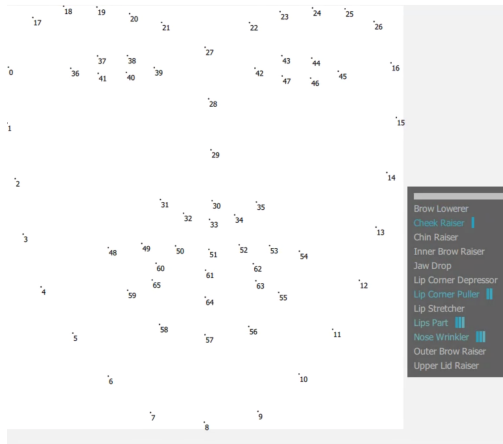 18 19 20 23 24 25
17 21 22 26
27
37 38 43 44 16
0 36 41 40 39 42 47 46 45
28
1 15
29
2 14
31 30 35
32 33 34
3 13
48 49 50 51 52 53 54
60 61 62
4 59 65 64 63 55 12
58 57 56 11
5
6 10
7 8 9
Brow Lowerer
Cheek Raiser
Chin Raiser
Inner Brow Raiser
Jaw Drop
Lip Corner Depressor
Lip Corner Puller
Lip Stretcher
Lips Part
Nose Wrinkler
Outer Brow Raiser
Upper Lid Raiser